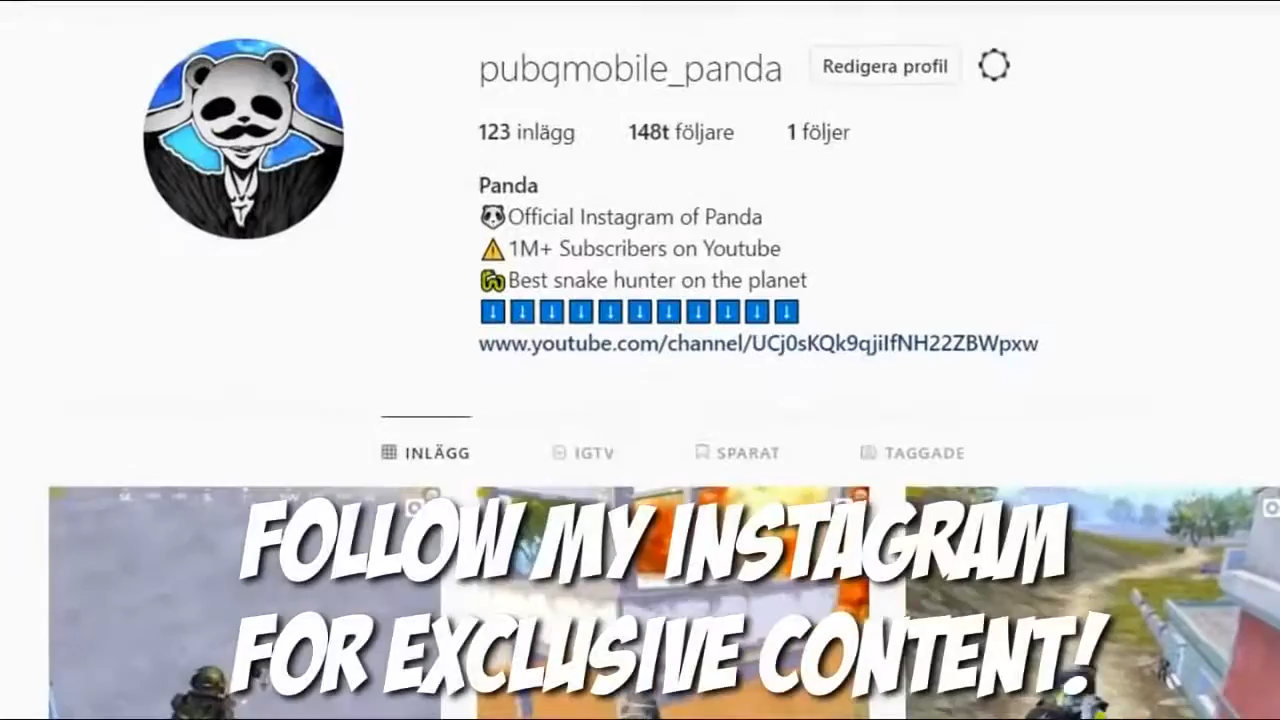 pubgmobile_panda Redigera profil
123 inlägg 148t följare 1 följer
Panda
🐼Official Instagram of Panda
⚠️1M+ Subscribers on Youtube
🐍Best snake hunter on the planet
⬇️⬇️⬇️⬇️⬇️⬇️⬇️⬇️⬇️⬇️⬇️
www.youtube.com/channel/UCj0sKQk9qjiIfNH22ZBWpxw
INLÄGG IGTV SPARAT TAGGADE
FOLLOW MY INSTAGRAM
FOR EXCLUSIVE CONTENT!